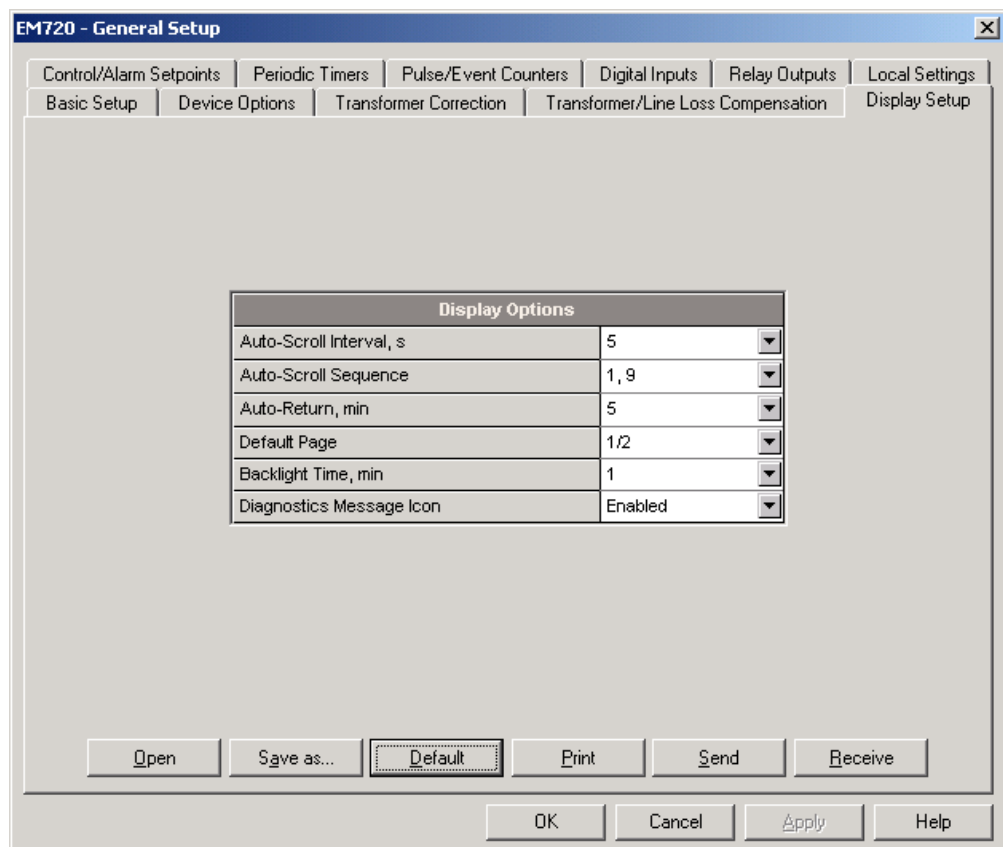 EM720 - General Setup
Control/Alarm Setpoints Periodic Timers Pulse/Event Counters Digital Inputs Relay Outputs Local Settings
Basic Setup Device Options Transformer Correction Transformer/Line Loss Compensation Display Setup
Display Options
Auto-Scroll Interval, s 5
Auto-Scroll Sequence 1, 9
Auto-Return, min 5
Default Page 1/2
Backlight Time, min 1
Diagnostics Message Icon Enabled
Open Save as... Default Print Send Receive
OK Cancel Apply Help